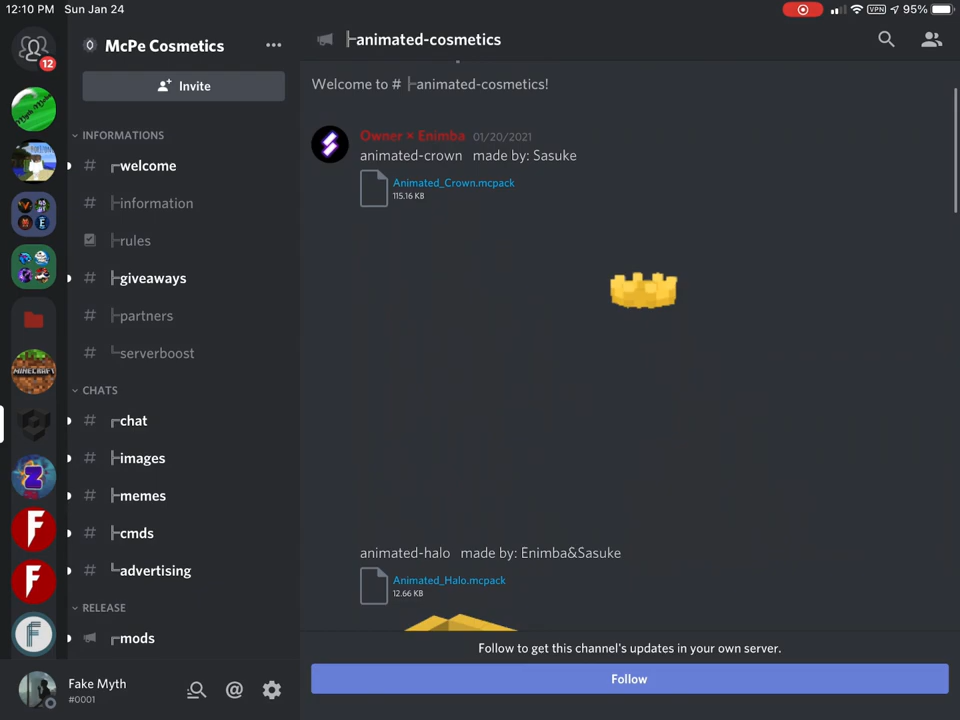 12:10 PM Sun Jan 24
VPN 95%
12
McPe Cosmetics
Invite
INFORMATIONS
# ┌welcome
# ├information
├rules
# ├giveaways
# ├partners
# └serverboost
CHATS
# ┌chat
# ├images
# ├memes
# ├cmds
# └advertising
RELEASE
┌mods
Fake Myth
#0001
MINECRAFT
├animated-cosmetics
Welcome to # ├animated-cosmetics!
Owner × Enimba 01/20/2021
animated-crown made by: Sasuke
Animated_Crown.mcpack
115.16 KB
animated-halo made by: Enimba&Sasuke
Animated_Halo.mcpack
12.66 KB
Follow to get this channel's updates in your own server.
Follow